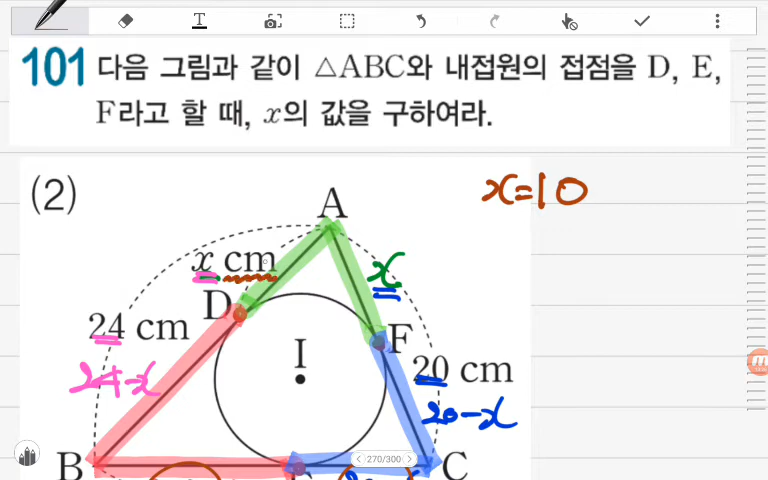 101 다음 그림과 같이 △ABC와 내접원의 접점을 D, E,
F라고 할 때, x의 값을 구하여라.
(2)
x=10
A
x cm
x
D
24 cm
F
I
20 cm
24-x
20-x
B
C
270/300